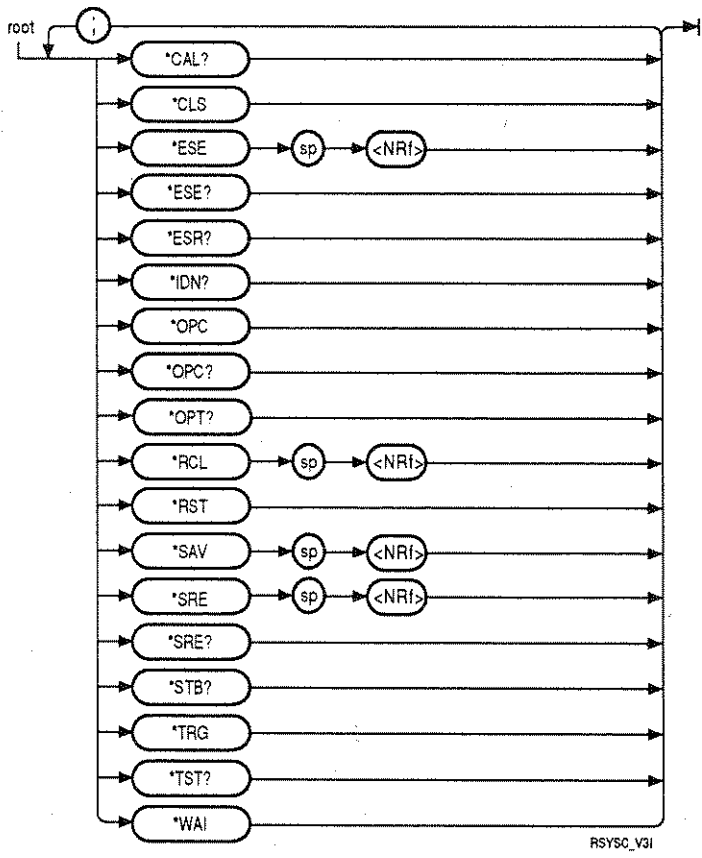 root
;
*CAL?
*CLS
*ESE sp <NRf>
*ESE?
*ESR?
*IDN?
*OPC
*OPC?
*OPT?
*RCL sp <NRf>
*RST
*SAV sp <NRf>
*SRE sp <NRf>
*SRE?
*STB?
*TRG
*TST?
*WAI
RSYSC_V3I